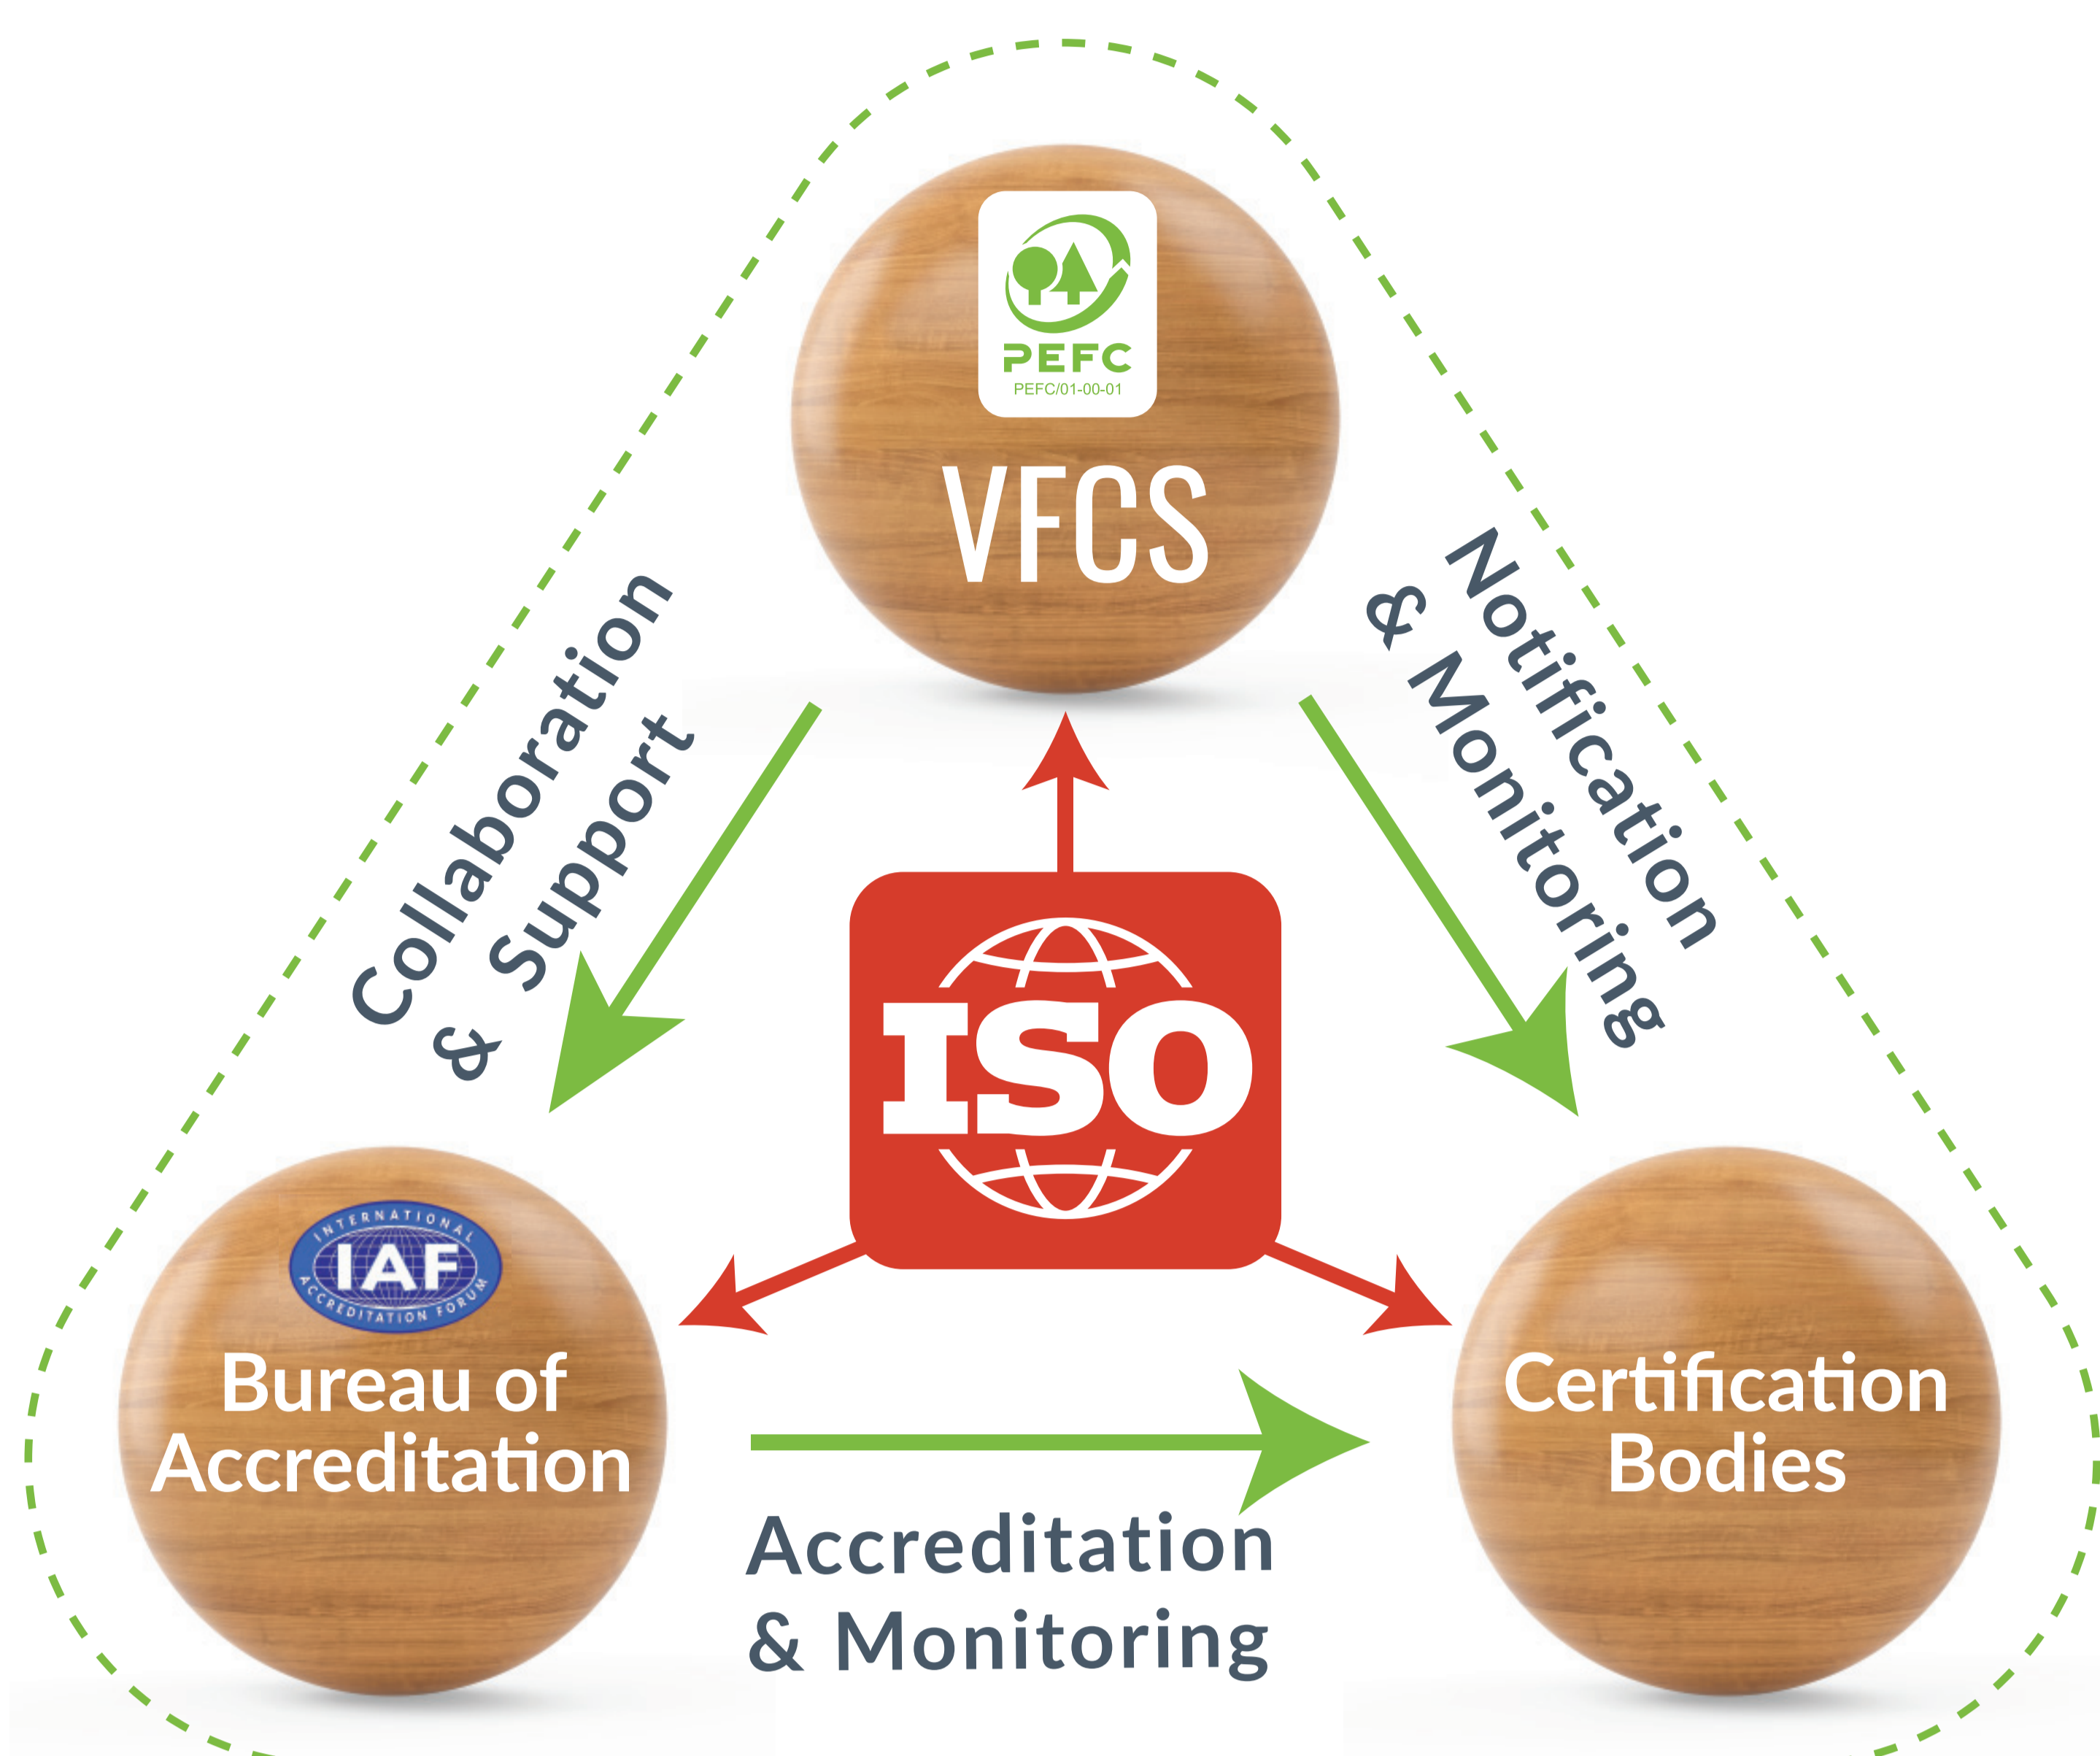 PEFC
PEFC/01-00-01
VFCS
Collaboration
& Support
Notification
& Monitoring
ISO
INTERNATIONAL
IAF
ACCREDITATION FORUM
Bureau of
Accreditation
Certification
Bodies
Accreditation
& Monitoring